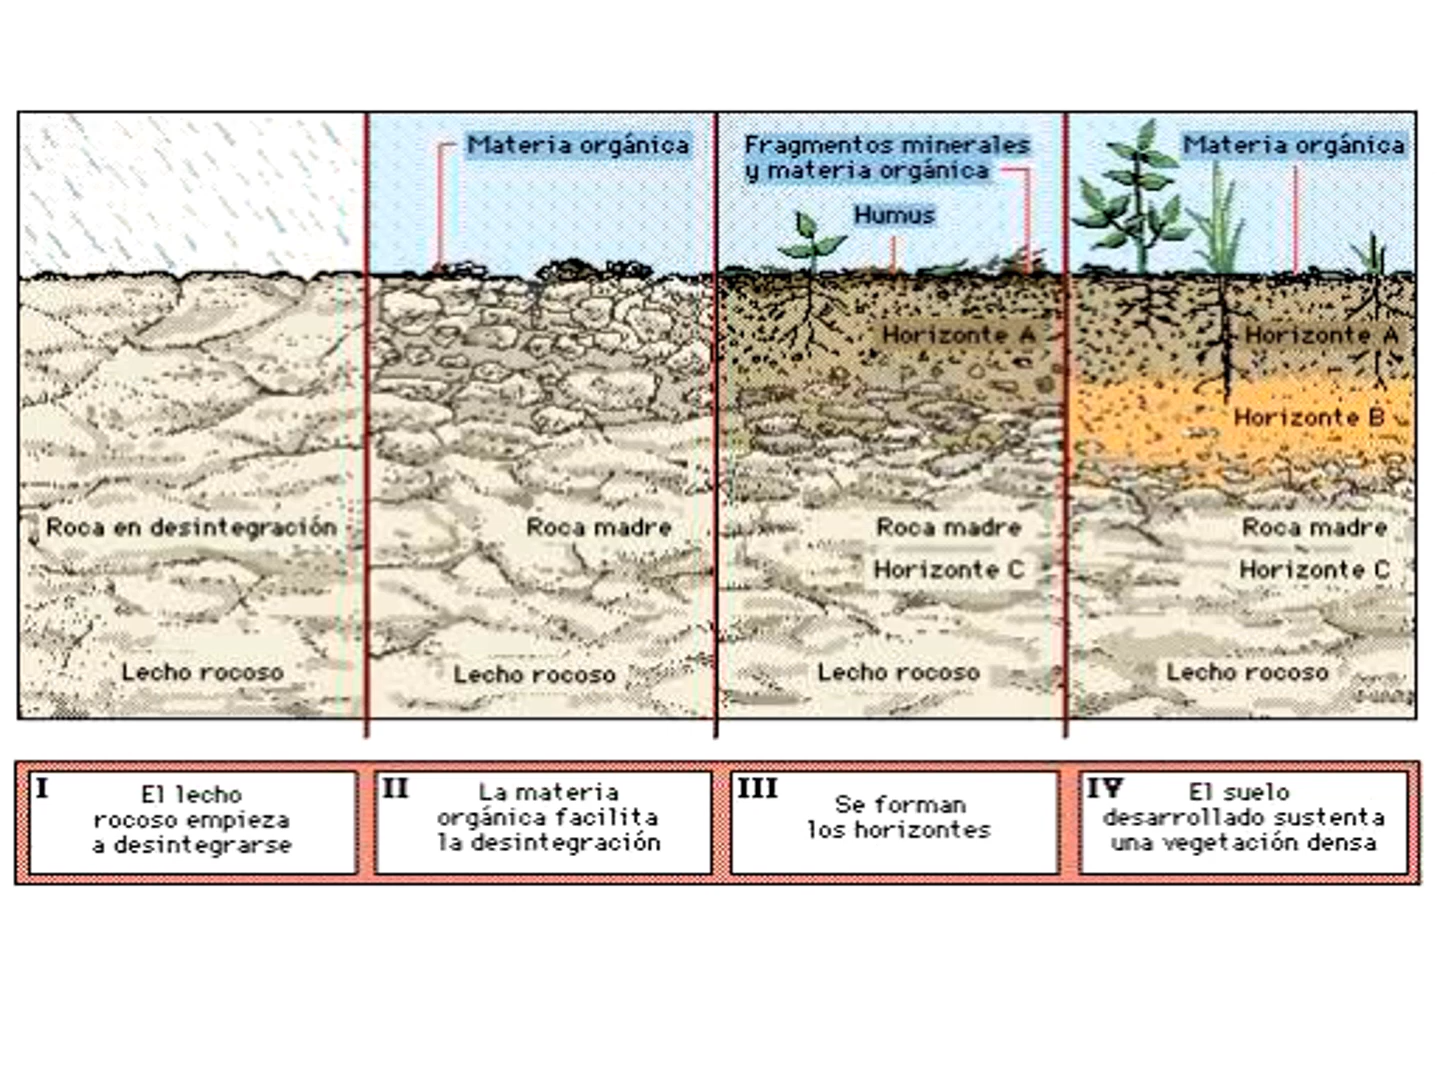 Materia orgánica
Fragmentos minerales
y materia orgánica
Humus
Materia orgánica
Horizonte A
Horizonte A
Horizonte B
Roca en desintegración
Roca madre
Roca madre
Roca madre
Horizonte C
Horizonte C
Lecho rocoso
Lecho rocoso
Lecho rocoso
Lecho rocoso
I
El lecho
rocoso empieza
a desintegrarse
II
La materia
orgánica facilita
la desintegración
III
Se forman
los horizontes
IV
El suelo
desarrollado sustenta
una vegetación densa